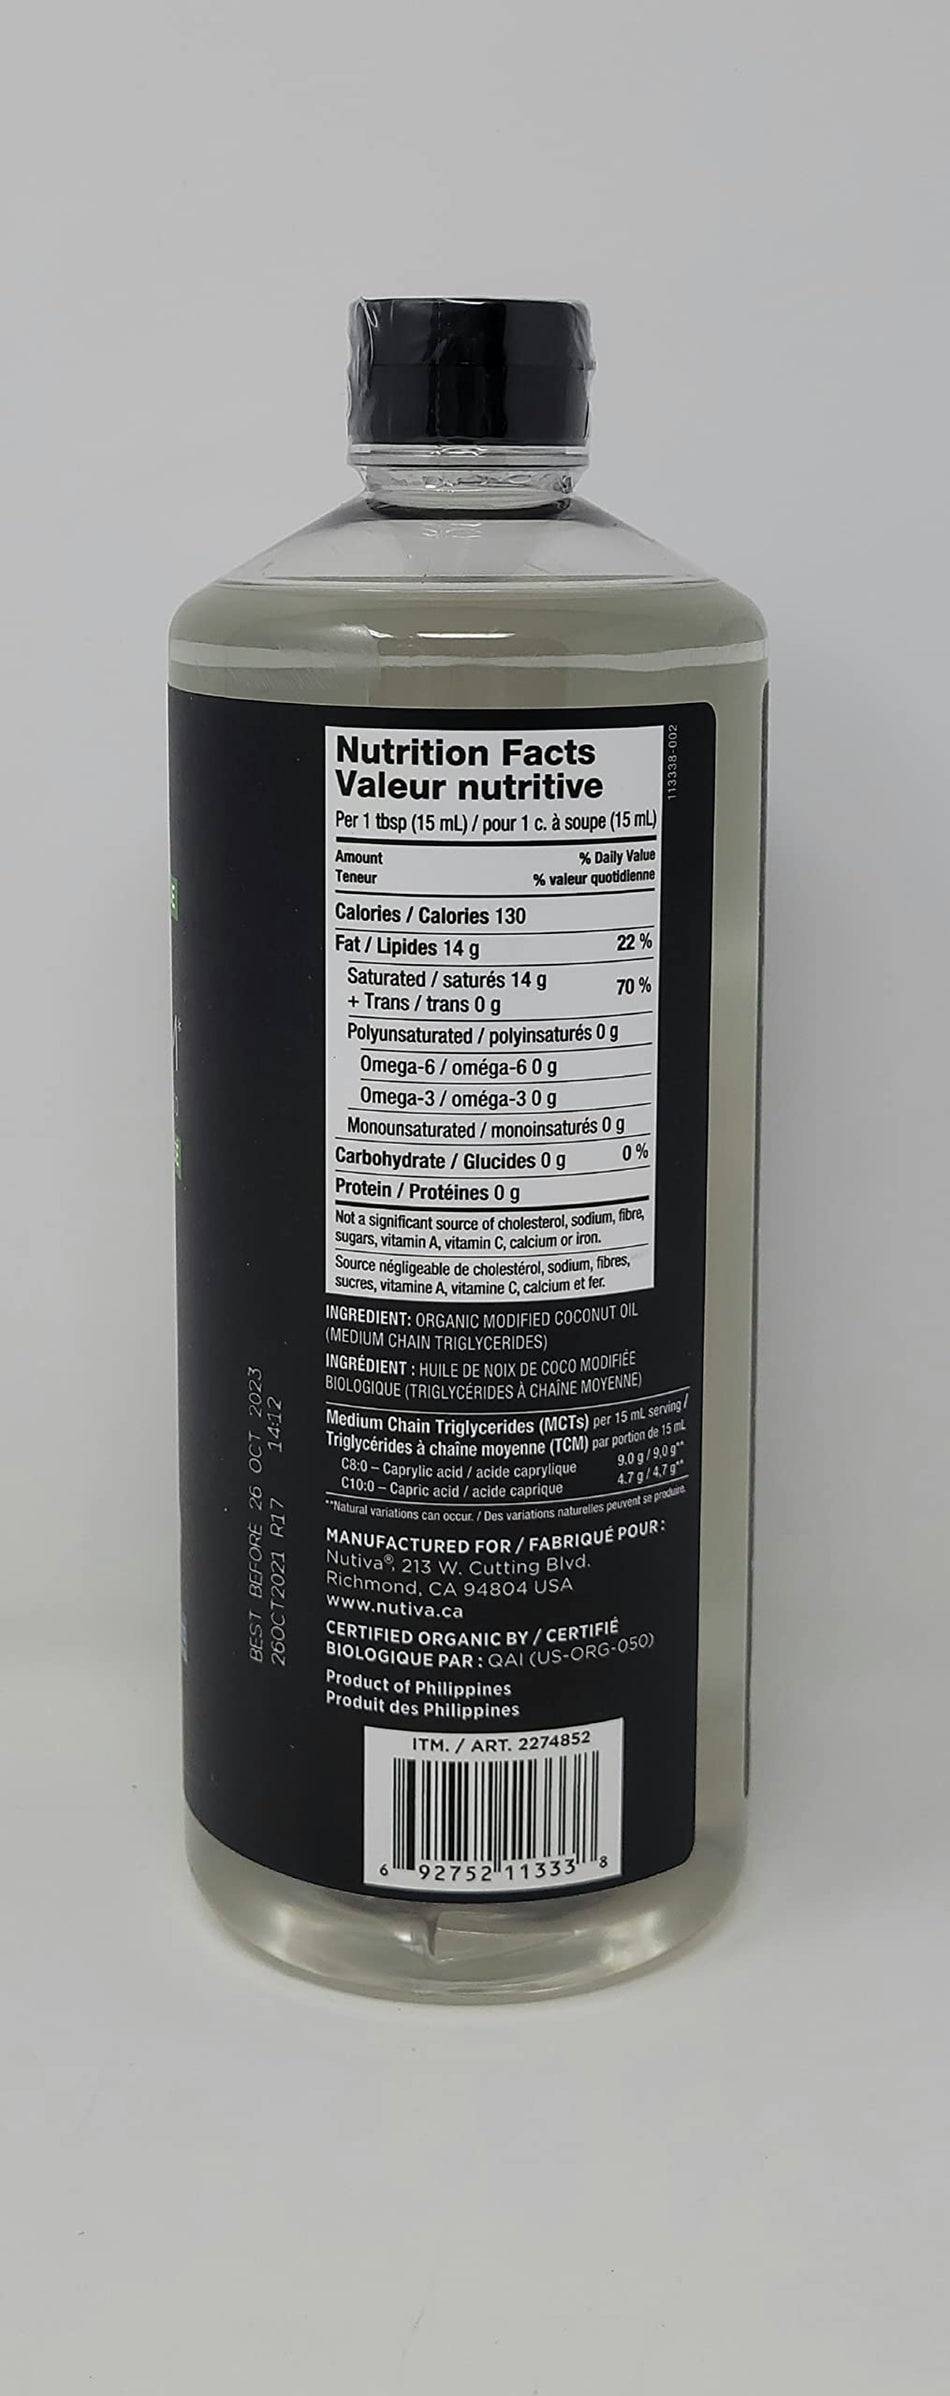 Nutrition Facts
Valeur nutritive
Per 1 tbsp (15 mL) / pour 1 c. à soupe (15 mL)
Amount % Daily Value
Teneur % valeur quotidienne
Calories / Calories 130
Fat / Lipides 14 g 22 %
Saturated / saturés 14 g 70 %
+ Trans / trans 0 g
Polyunsaturated / polyinsaturés 0 g
Omega-6 / oméga-6 0 g
Omega-3 / oméga-3 0 g
Monounsaturated / monoinsaturés 0 g
Carbohydrate / Glucides 0 g 0 %
Protein / Protéines 0 g
Not a significant source of cholesterol, sodium, fibre,
sugars, vitamin A, vitamin C, calcium or iron.
Source négligeable de cholestérol, sodium, fibres,
sucres, vitamine A, vitamine C, calcium et fer.
113338-002
INGREDIENT: ORGANIC MODIFIED COCONUT OIL
(MEDIUM CHAIN TRIGLYCERIDES)
INGRÉDIENT : HUILE DE NOIX DE COCO MODIFIÉE
BIOLOGIQUE (TRIGLYCÉRIDES À CHAÎNE MOYENNE)
Medium Chain Triglycerides (MCTs) per 15 mL serving /
Triglycérides à chaîne moyenne (TCM) par portion de 15 mL
C8:0 – Caprylic acid / acide caprylique 9.0 g / 9,0 g**
C10:0 – Capric acid / acide caprique 4.7 g / 4,7 g**
**Natural variations can occur. / Des variations naturelles peuvent se produire.
MANUFACTURED FOR / FABRIQUÉ POUR :
Nutiva®, 213 W. Cutting Blvd.
Richmond, CA 94804 USA
www.nutiva.ca
CERTIFIED ORGANIC BY / CERTIFIÉ
BIOLOGIQUE PAR : QAI (US-ORG-050)
Product of Philippines
Produit des Philippines
ITM. / ART. 2274852
6 92752 11333 8
BEST BEFORE 26 OCT 2023
26OCT2021 R17 14:12